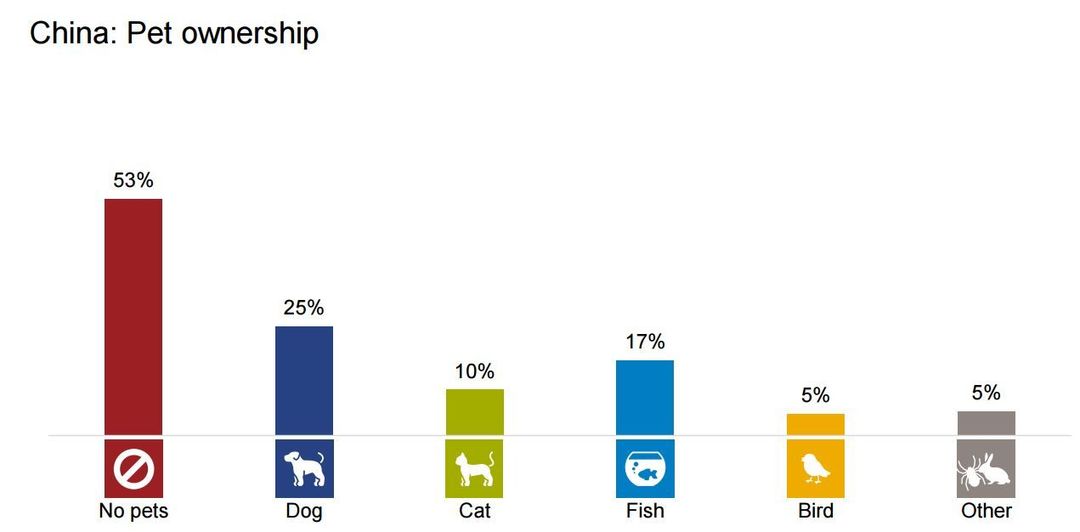 China: Pet ownership
53%
25%
10%
17%
5%
5%
No pets
Dog
Cat
Fish
Bird
Other